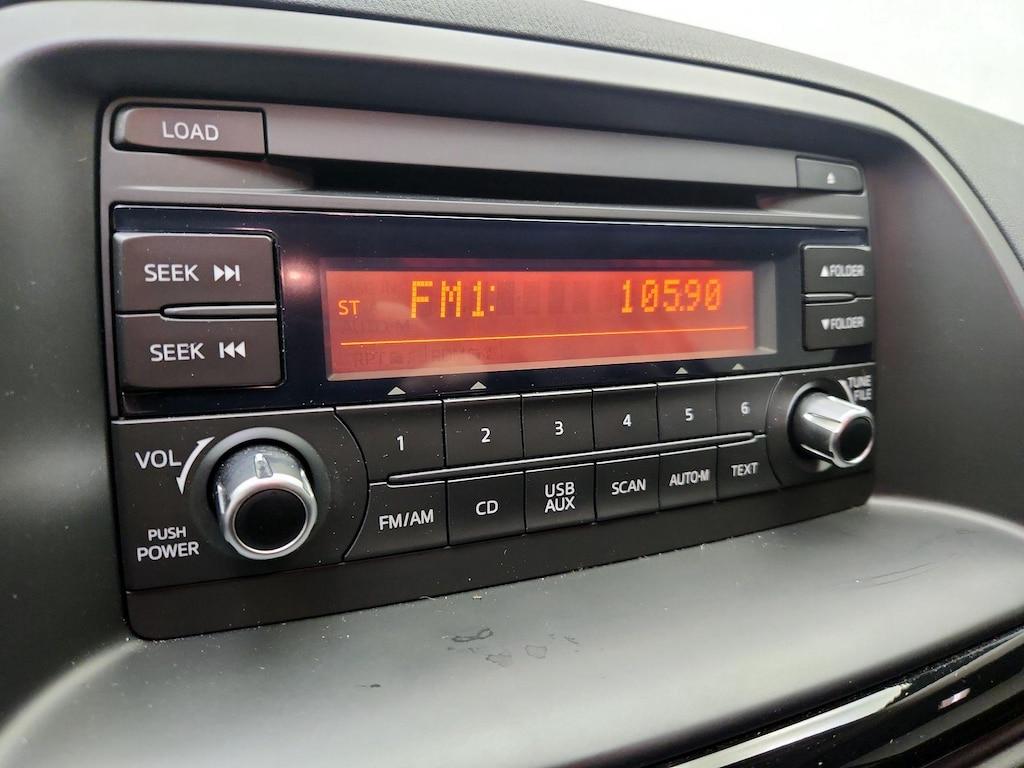 LOAD
SEEK
SEEK
ST FM1: 105.90
▲FOLDER
▼FOLDER
1 2 3 4 5 6
VOL
PUSH
POWER
FM/AM
CD
USB
AUX
SCAN
AUTO-M
TEXT
TUNE
FILE